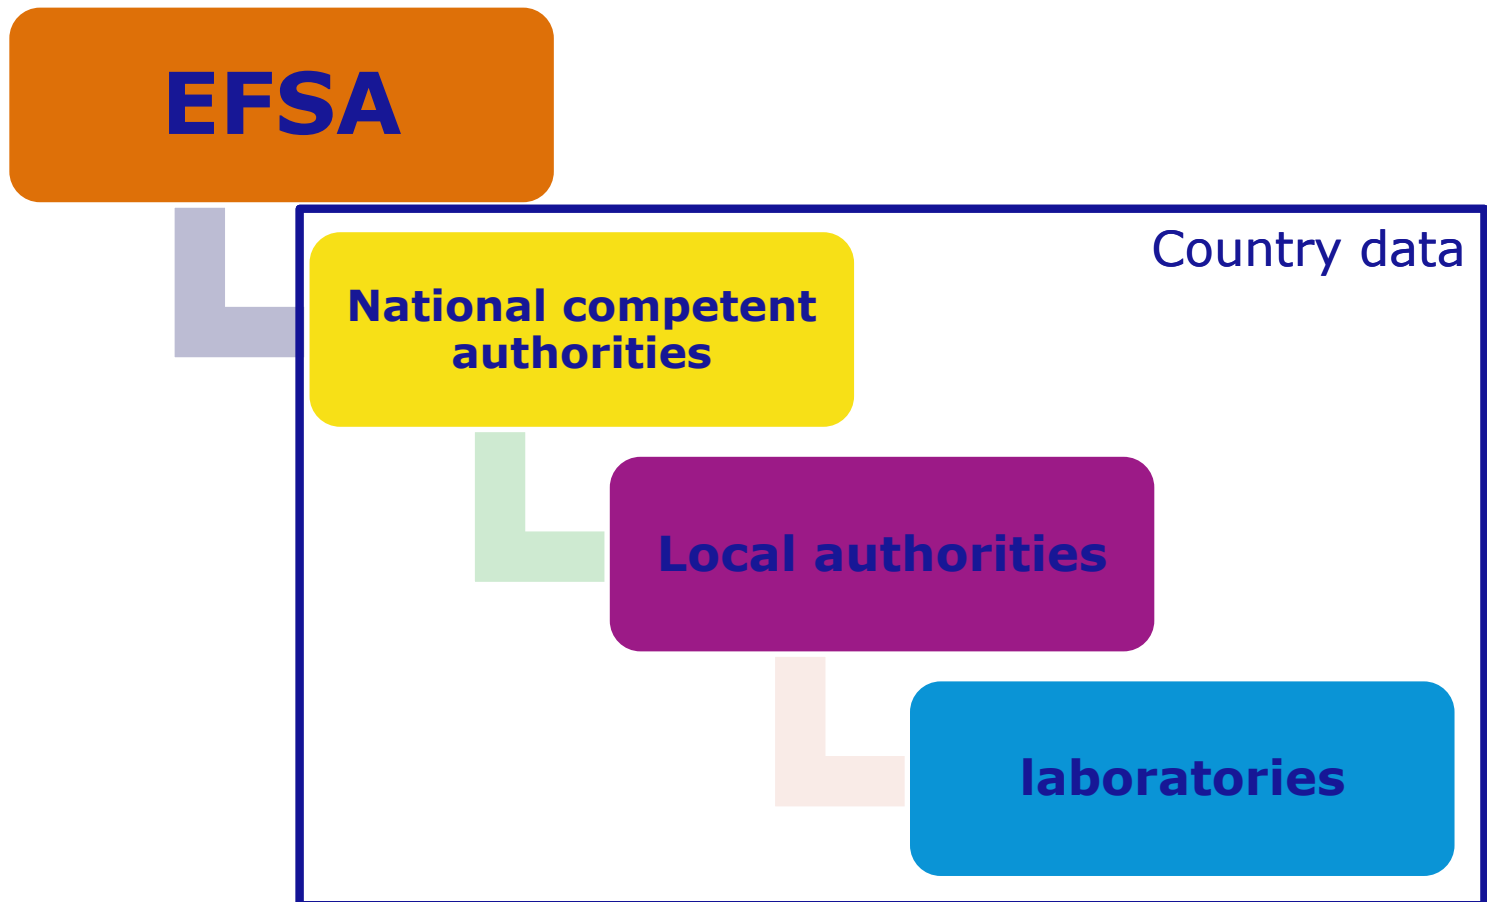 EFSA
Country data
National competent
authorities
Local authorities
laboratories